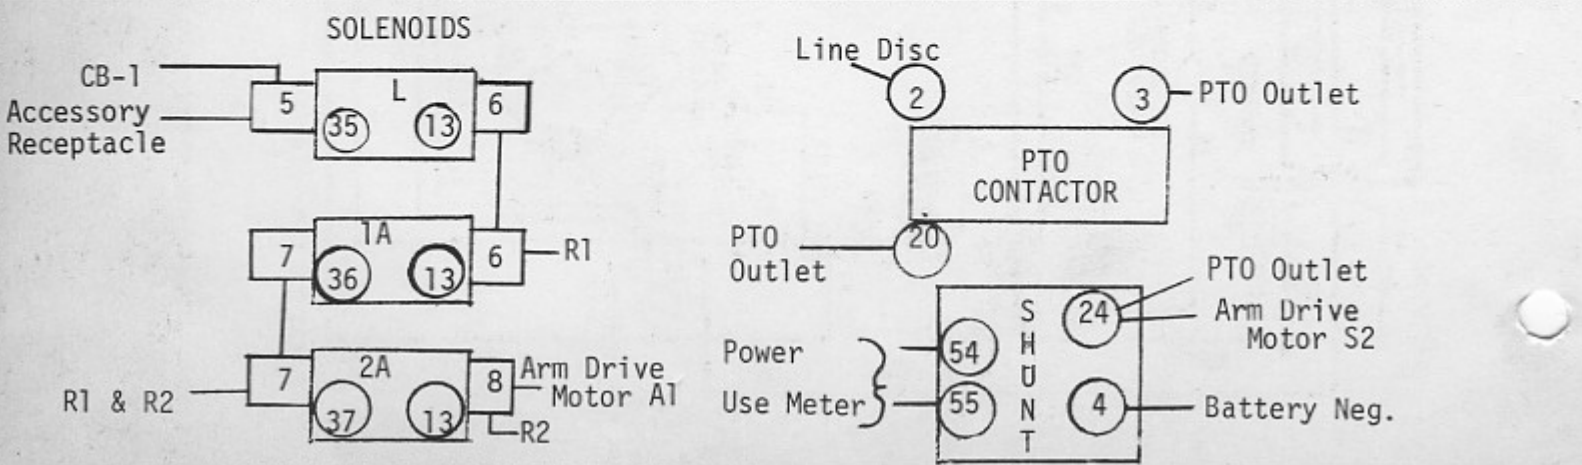 SOLENOIDS
CB-1
Accessory
Receptacle
5
L
35
13
6
7
1A
36
13
6
R1
R1 & R2
7
2A
37
13
8
Arm Drive
Motor A1
R2
Line Disc
2
3
PTO Outlet
PTO
CONTACTOR
PTO
Outlet
20
SHUNT
24
PTO Outlet
Arm Drive
Motor S2
Power
Use Meter
54
55
4
Battery Neg.